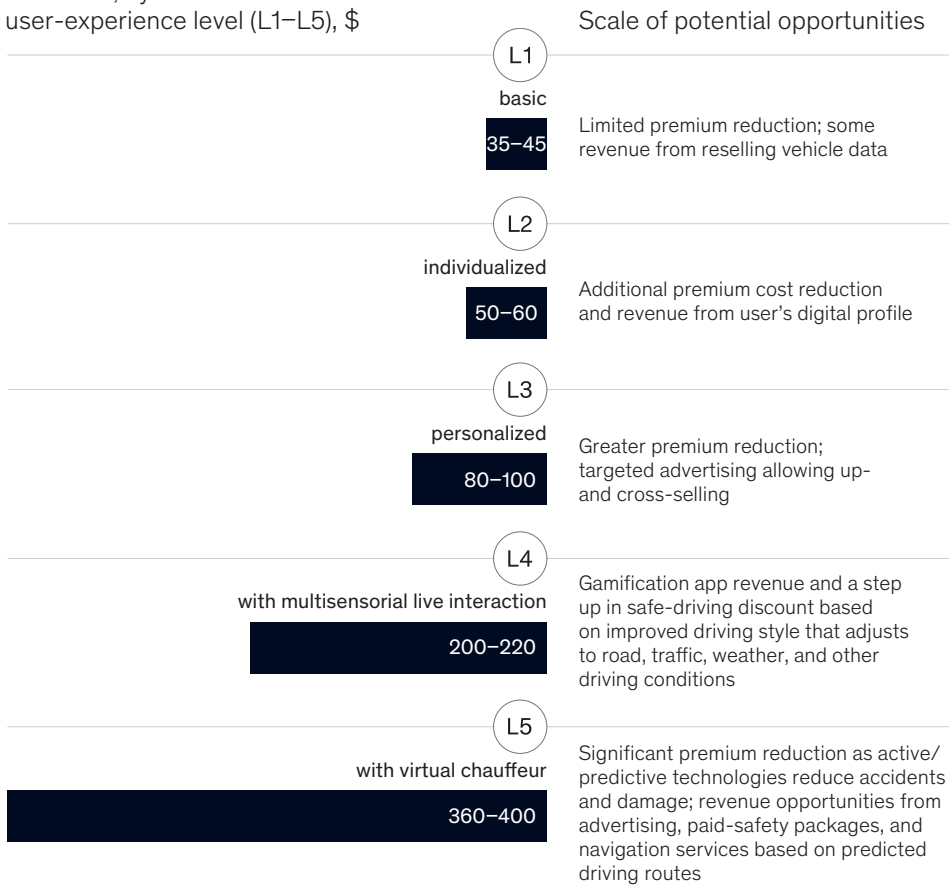 user-experience level (L1–L5), $
Scale of potential opportunities
L1
basic
35–45
Limited premium reduction; some
revenue from reselling vehicle data
L2
individualized
50–60
Additional premium cost reduction
and revenue from user’s digital profile
L3
personalized
80–100
Greater premium reduction;
targeted advertising allowing up-
and cross-selling
L4
with multisensorial live interaction
200–220
Gamification app revenue and a step
up in safe-driving discount based
on improved driving style that adjusts
to road, traffic, weather, and other
driving conditions
L5
with virtual chauffeur
360–400
Significant premium reduction as active/
predictive technologies reduce accidents
and damage; revenue opportunities from
advertising, paid-safety packages, and
navigation services based on predicted
driving routes